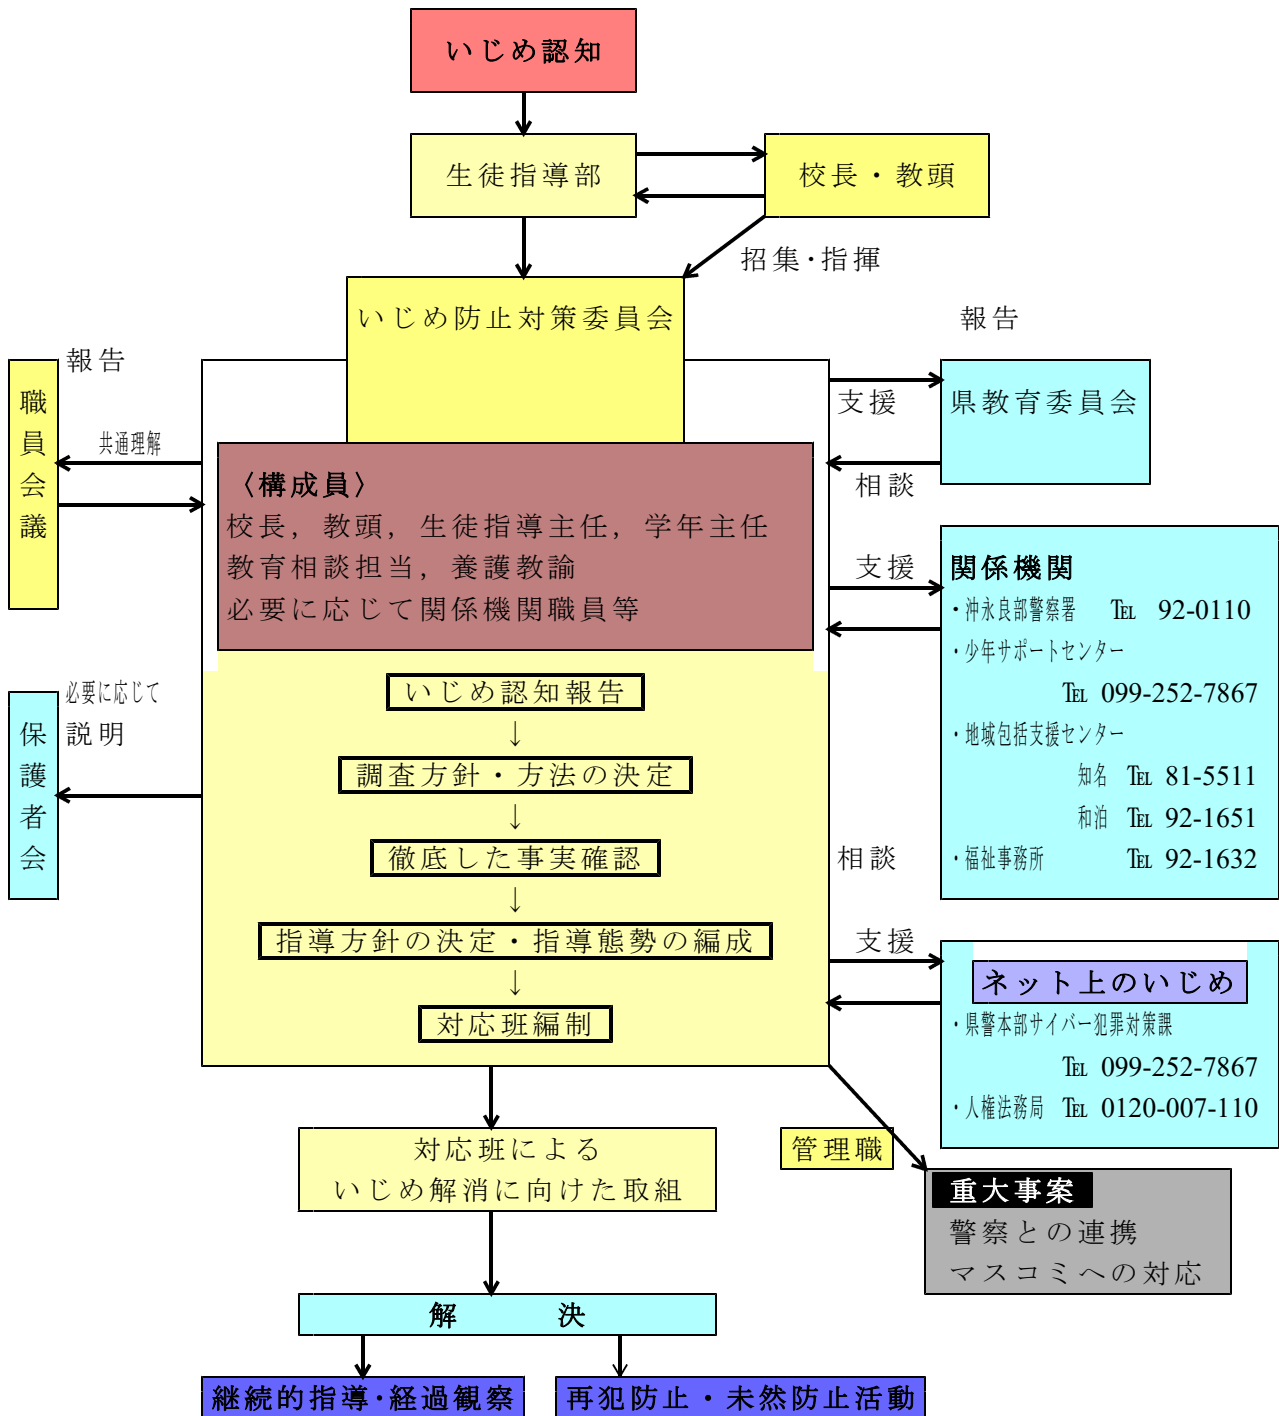 いじめ認知
生徒指導部
校長・教頭
招集・指揮
いじめ防止対策委員会
報告
報告
職員会議
共通理解
支援
県教育委員会
相談
〈構成員〉
校長，教頭，生徒指導主任，学年主任
教育相談担当，養護教諭
必要に応じて関係機関職員等
支援
関係機関
・沖永良部警察署 ℡ 92-0110
・少年サポートセンター
℡ 099-252-7867
・地域包括支援センター
知名 ℡ 81-5511
和泊 ℡ 92-1651
・福祉事務所 ℡ 92-1632
保護者会
必要に応じて
説明
いじめ認知報告
↓
調査方針・方法の決定
↓
徹底した事実確認
↓
指導方針の決定・指導態勢の編成
↓
対応班編制
相談
支援
ネット上のいじめ
・県警本部サイバー犯罪対策課
℡ 099-252-7867
・人権法務局 ℡ 0120-007-110
対応班による
いじめ解消に向けた取組
管理職
重大事案
警察との連携
マスコミへの対応
解　　　決
継続的指導・経過観察
再犯防止・未然防止活動